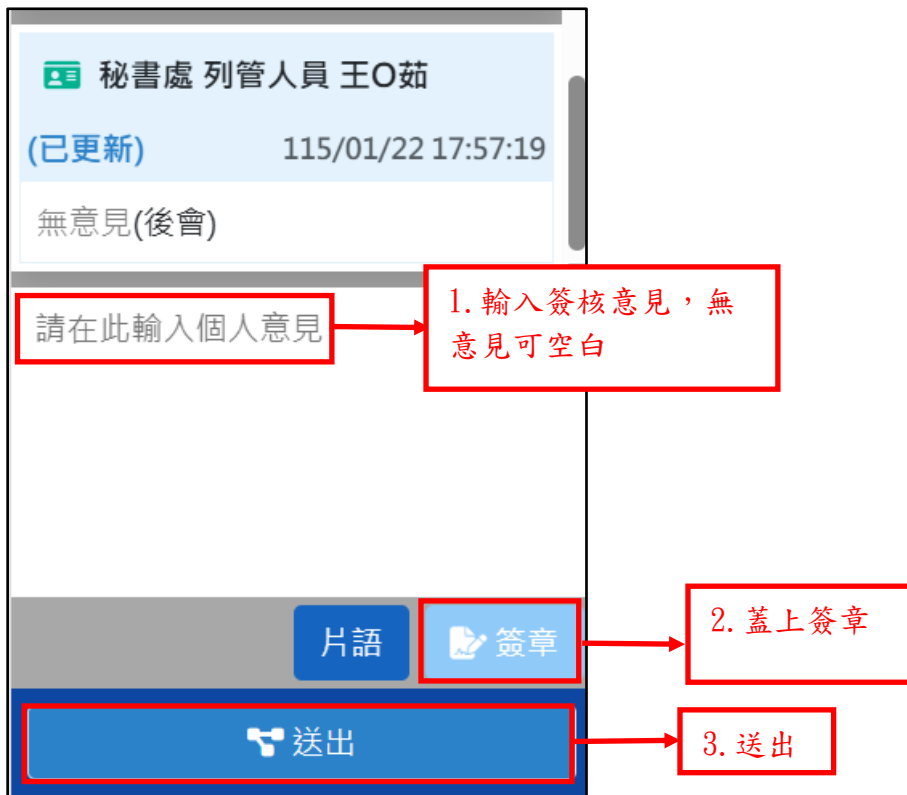 秘書處 列管人員 王O茹
(已更新) 115/01/22 17:57:19
無意見(後會)
請在此輸入個人意見
1.輸入簽核意見，無
意見可空白
片語
簽章
2.蓋上簽章
送出
3.送出